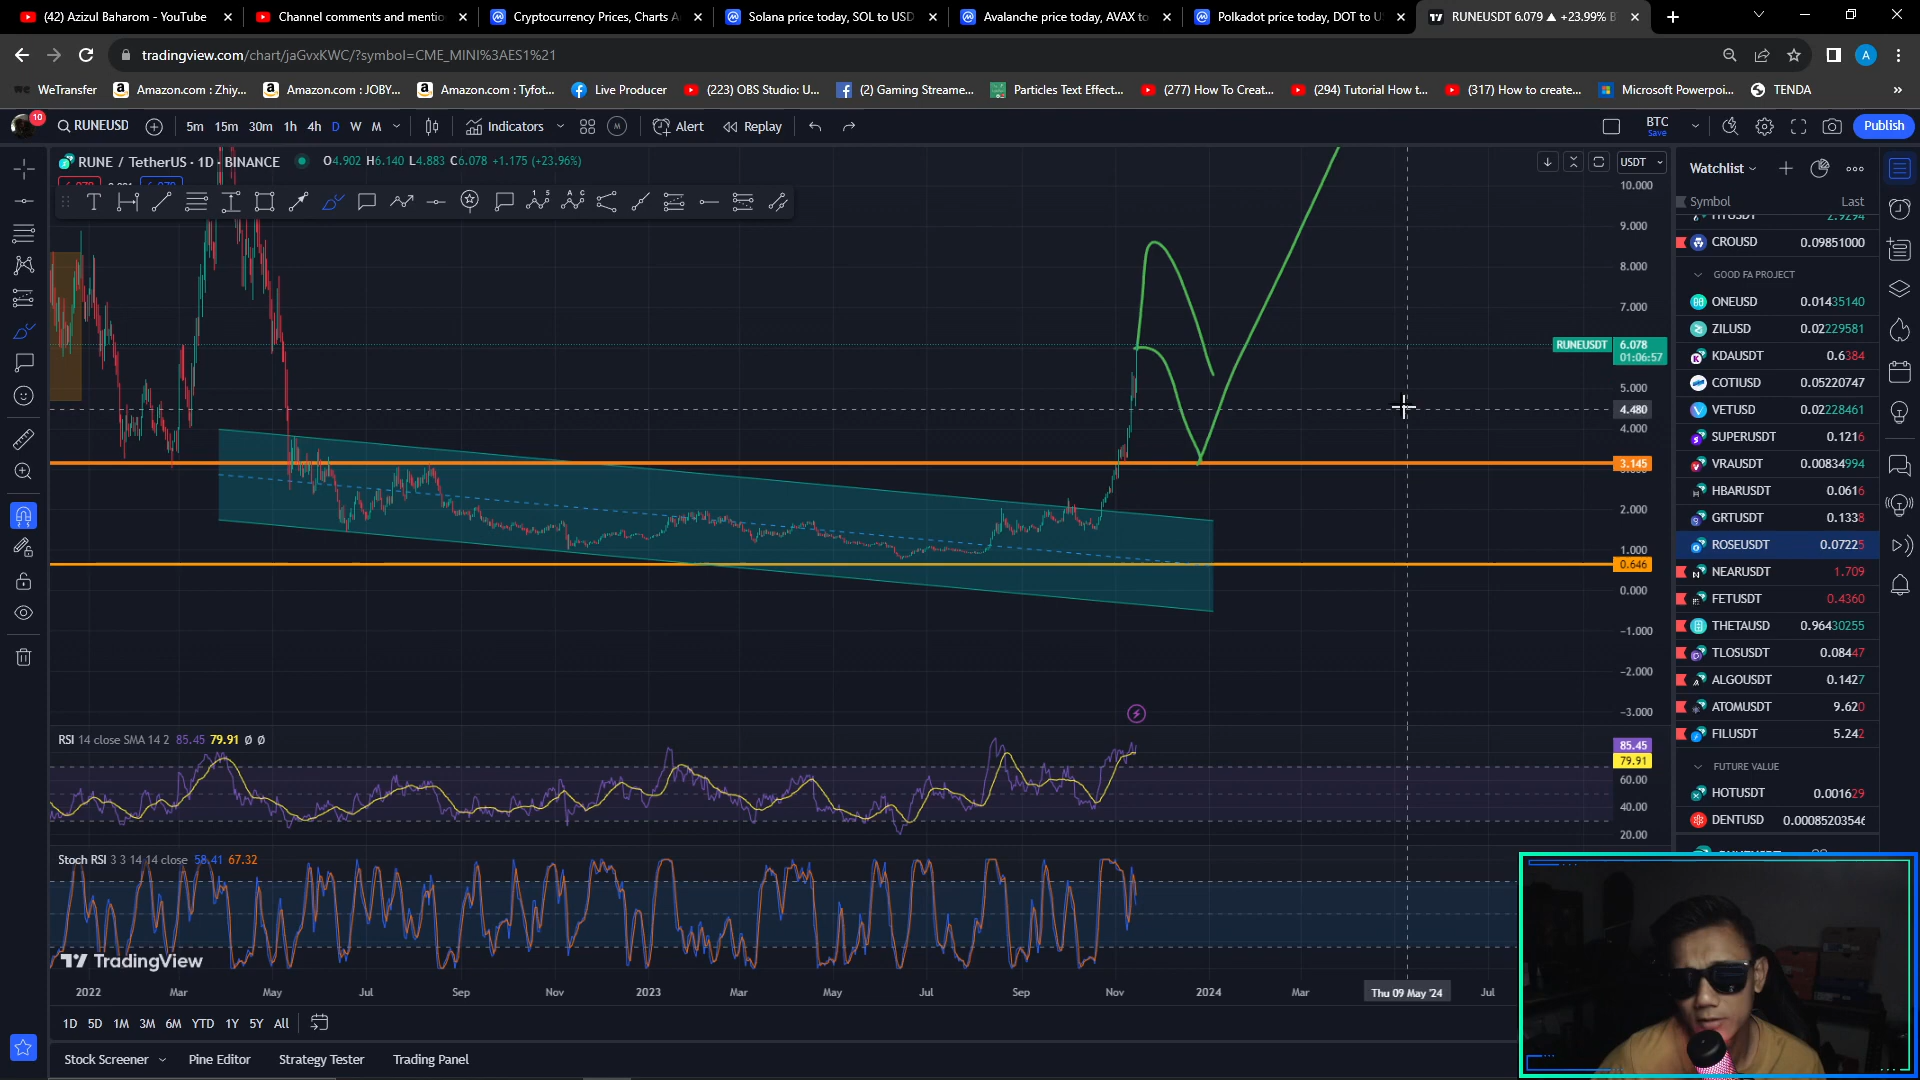 (42) Azizul Baharom - YouTube
Channel comments and mentio
Cryptocurrency Prices, Charts A
Solana price today, SOL to USD
Avalanche price today, AVAX to
Polkadot price today, DOT to U
RUNEUSDT 6.079 ▲ +23.99% B
tradingview.com/chart/jaGvxKWC/?symbol=CME_MINI%3AES1%21
A
WeTransfer
Amazon.com : Zhiy...
Amazon.com : JOBY...
Amazon.com : Tyfot...
Live Producer
(223) OBS Studio: U...
(2) Gaming Streame...
Particles Text Effect...
(277) How To Creat...
(294) Tutorial How t...
(317) How to create...
Microsoft Powerpoi...
TENDA
»
10
RUNEUSDT
5m 15m 30m 1h 4h D W M
Indicators
M
Alert
Replay
BTC
Save
Publish
RUNE / TetherUS · 1D · BINANCE
O4.902 H6.140 L4.883 C6.078 +1.175 (+23.96%)
USDT
10.000
9.000
8.000
7.000
RUNEUSDT 6.078
01:06:57
5.000
4.480
4.000
3.145
2.000
1.000
0.646
0.000
−1.000
−2.000
−3.000
RSI 14 close SMA 14 2 85.45 79.91 Ø Ø
85.45
79.91
60.00
40.00
20.00
Stoch RSI 3 3 14 14 close 58.41 67.32
TradingView
2022 Mar May Jul Sep Nov 2023 Mar May Jul Sep Nov 2024 Mar Thu 09 May '24 Jul
1D 5D 1M 3M 6M YTD 1Y 5Y All
Stock Screener
Pine Editor
Strategy Tester
Trading Panel
Watchlist
Symbol Last
2.9294
CROUSD 0.09851000
GOOD FA PROJECT
ONEUSD 0.01435140
ZILUSD 0.02229581
KDAUSDT 0.6384
COTIUSD 0.05220747
VETUSD 0.02228461
SUPERUSDT 0.1216
VRAUSDT 0.00834994
HBARUSDT 0.0616
GRTUSDT 0.1338
ROSEUSDT 0.07225
NEARUSDT 1.709
FETUSDT 0.4360
THETAUSD 0.96430255
TLOSUSDT 0.08447
ALGOUSDT 0.1427
ATOMUSDT 9.620
FILUSDT 5.242
FUTURE VALUE
HOTUSDT 0.001629
DENTUSD 0.00085203546